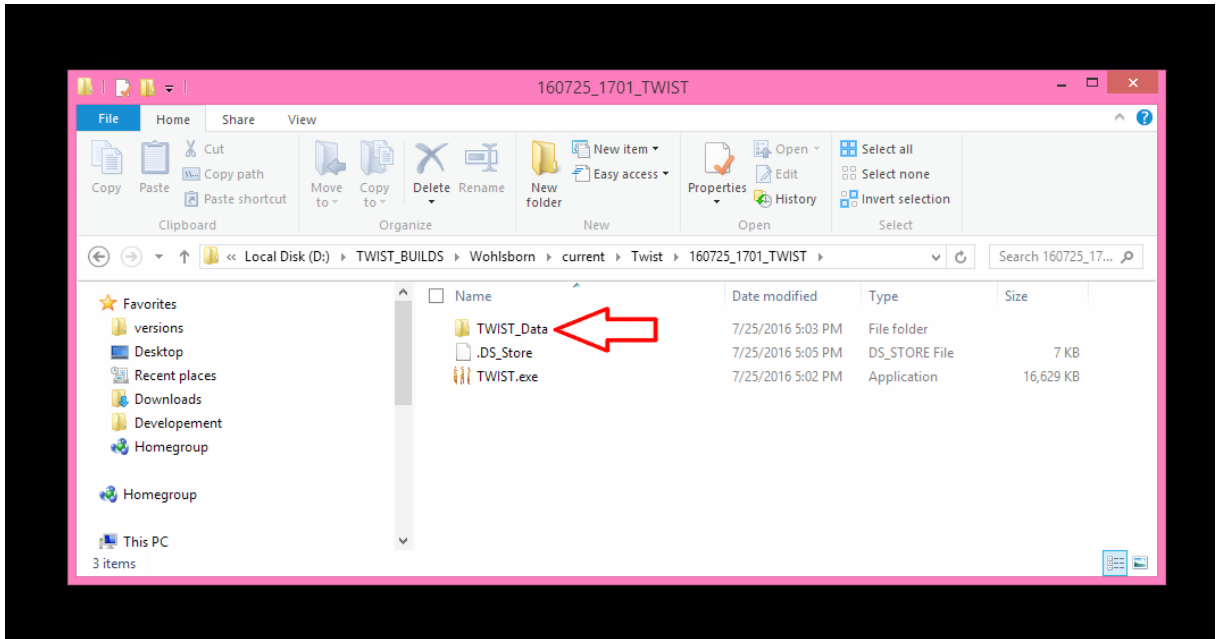 160725_1701_TWIST
File Home Share View
Copy
Paste
Cut
Copy path
Paste shortcut
Clipboard
Move to
Copy to
Delete
Rename
Organize
New folder
New item
Easy access
New
Properties
Open
Edit
History
Open
Select all
Select none
Invert selection
Select
« Local Disk (D:) TWIST_BUILDS Wohlsborn current Twist 160725_1701_TWIST
Search 160725_17...
Favorites
versions
Desktop
Recent places
Downloads
Developement
Homegroup
Homegroup
This PC
Name Date modified Type Size
TWIST_Data 7/25/2016 5:03 PM File folder
.DS_Store 7/25/2016 5:05 PM DS_STORE File 7 KB
TWIST.exe 7/25/2016 5:02 PM Application 16,629 KB
3 items